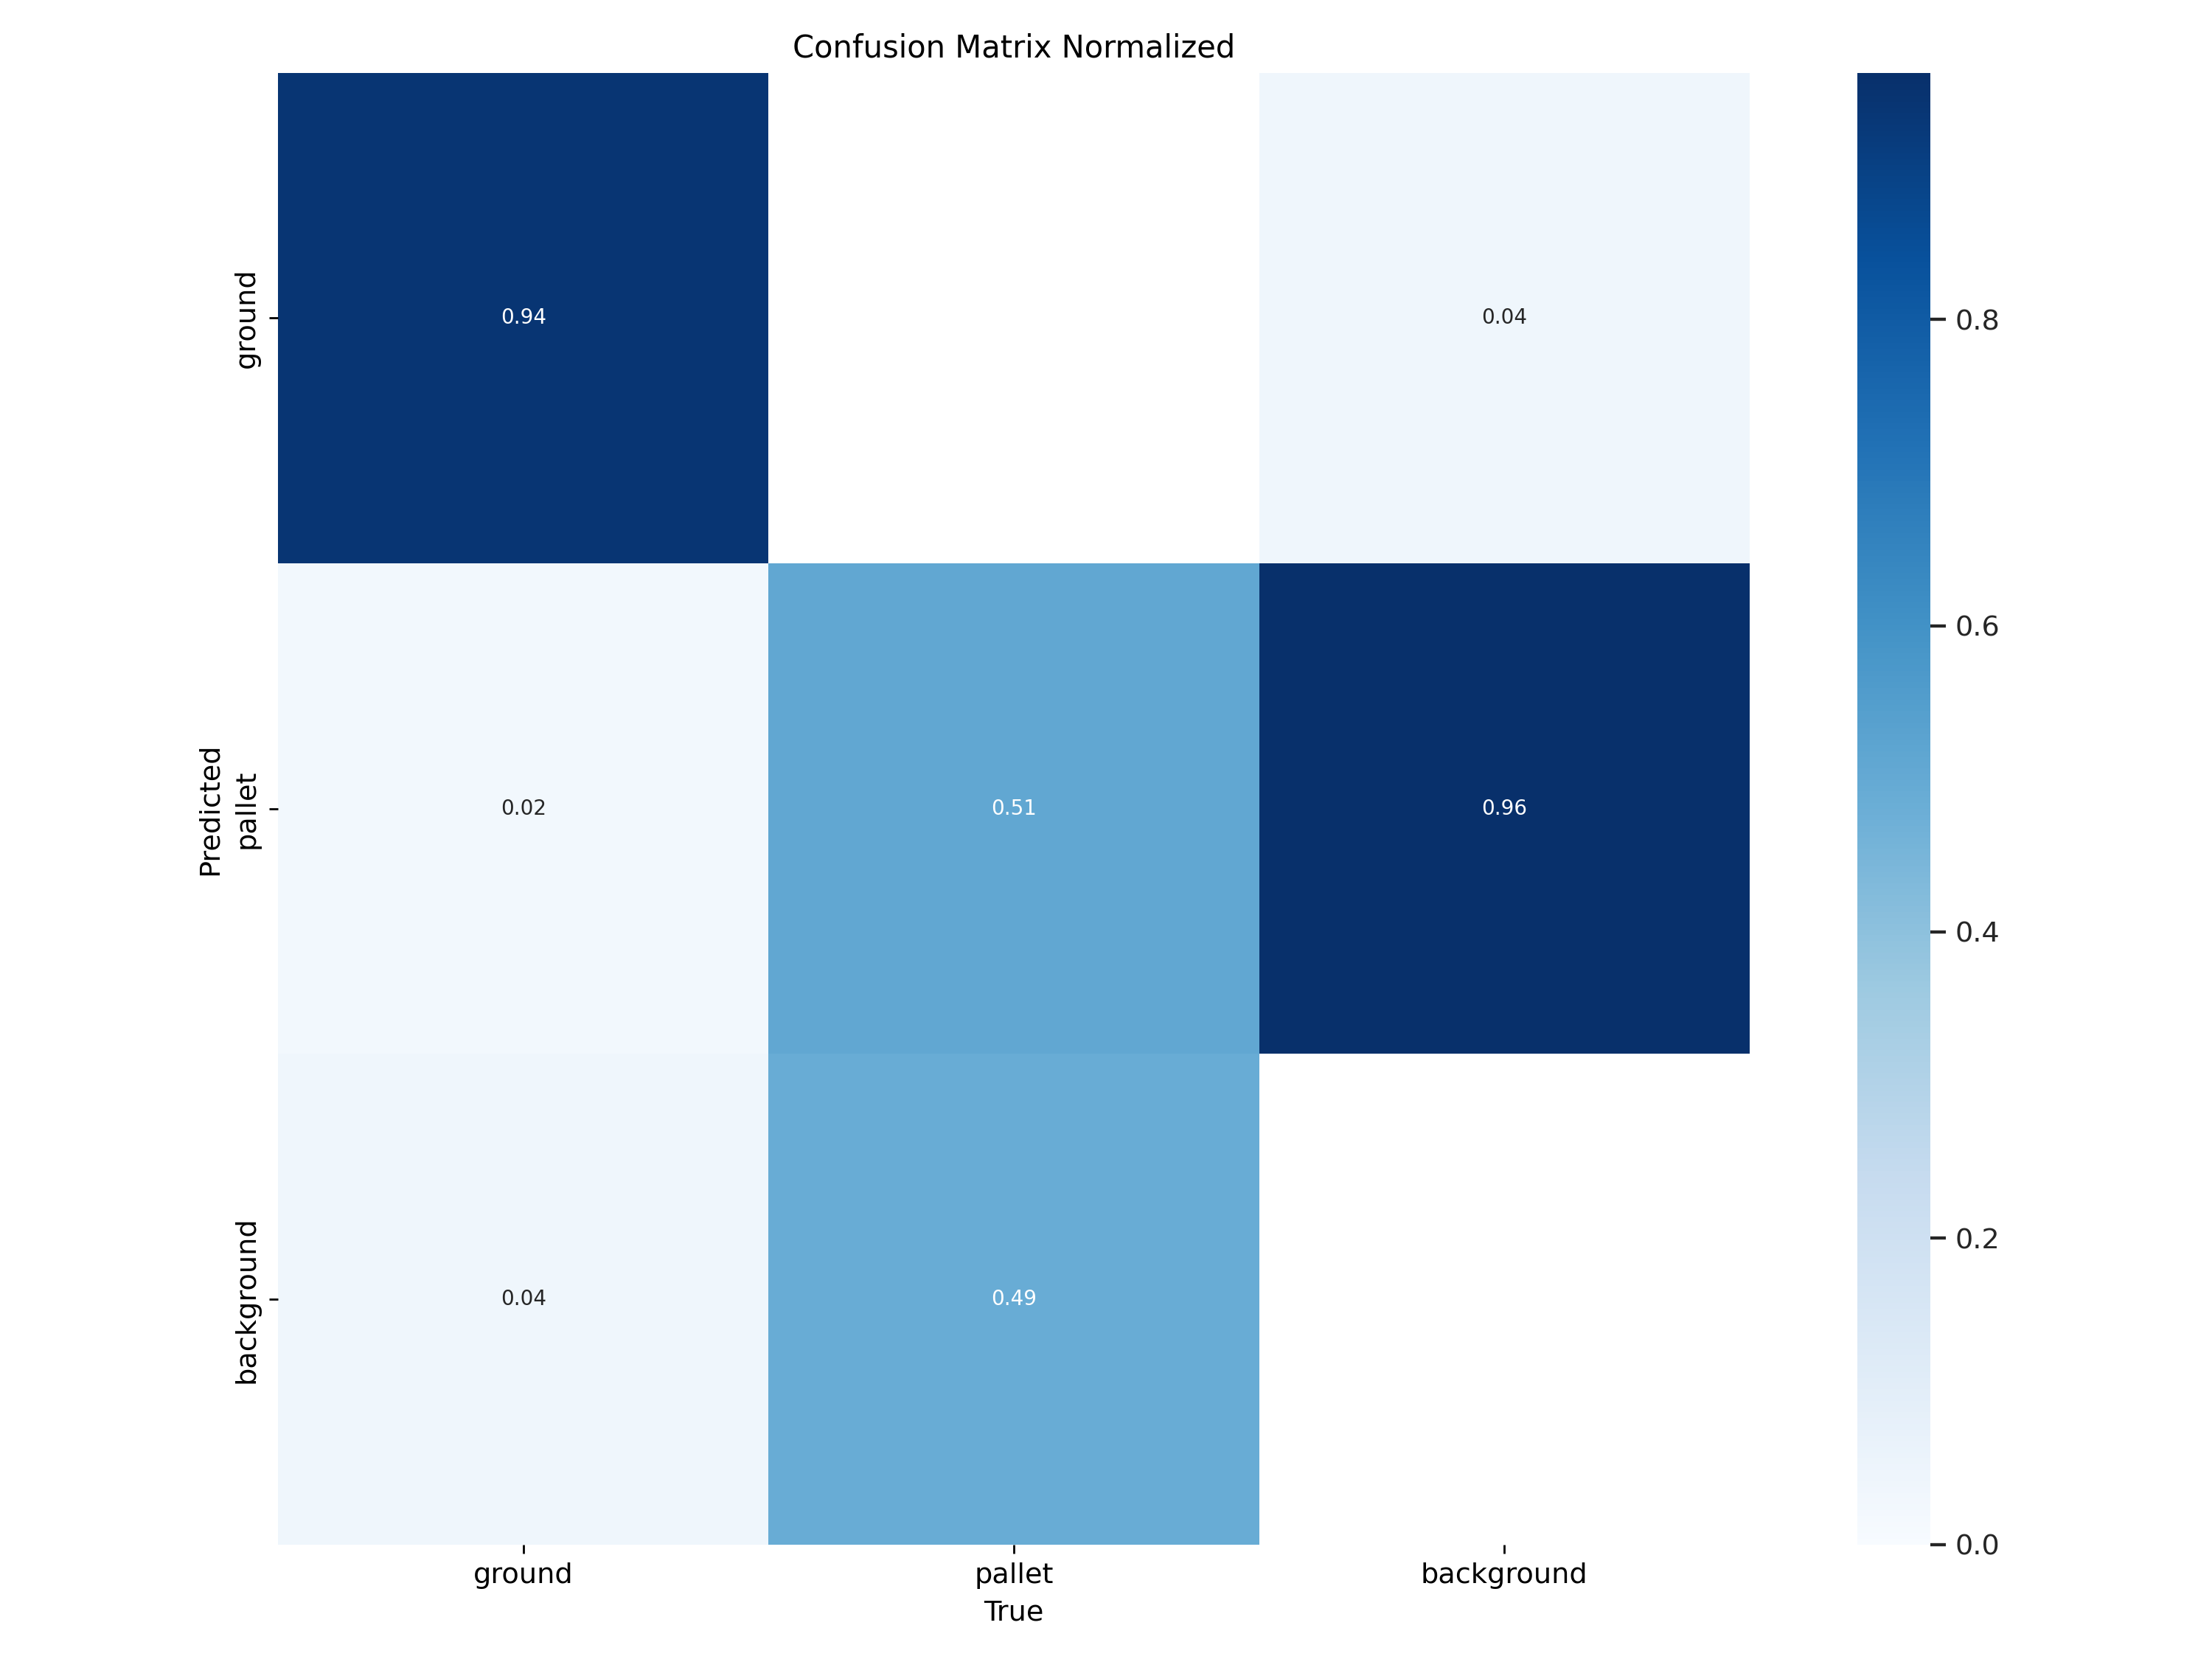 Confusion Matrix Normalized
ground
0.94
0.04
0.8
0.6
Predicted
pallet
0.02
0.51
0.96
0.4
0.2
background
0.04
0.49
0.0
ground
pallet
background
True